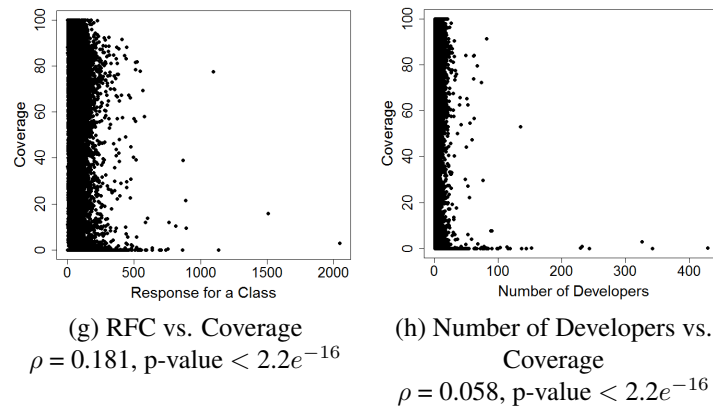 Coverage
0 20 40 60 80 100
0 500 1000 1500 2000
Response for a Class
(g) RFC vs. Coverage
ρ = 0.181, p-value < 2.2e⁻¹⁶
Coverage
0 20 40 60 80 100
0 100 200 300 400
Number of Developers
(h) Number of Developers vs.
Coverage
ρ = 0.058, p-value < 2.2e⁻¹⁶